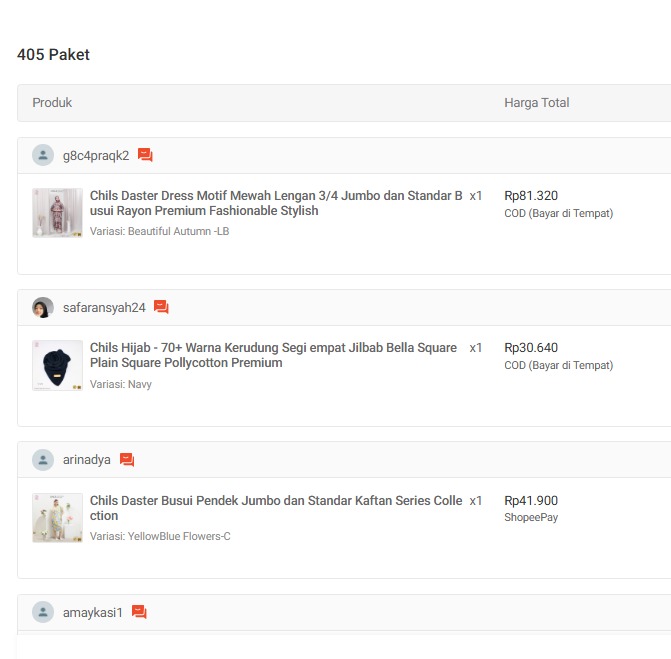 405 Paket
Produk Harga Total
g8c4praqk2
Chils Daster Dress Motif Mewah Lengan 3/4 Jumbo dan Standar B x1 Rp81.320
usui Rayon Premium Fashionable Stylish COD (Bayar di Tempat)
Variasi: Beautiful Autumn -LB
safaransyah24
Chils Hijab - 70+ Warna Kerudung Segi empat Jilbab Bella Square x1 Rp30.640
Plain Square Pollycotton Premium COD (Bayar di Tempat)
Variasi: Navy
arinadya
Chils Daster Busui Pendek Jumbo dan Standar Kaftan Series Colle x1 Rp41.900
ction ShopeePay
Variasi: YellowBlue Flowers-C
amaykasi1